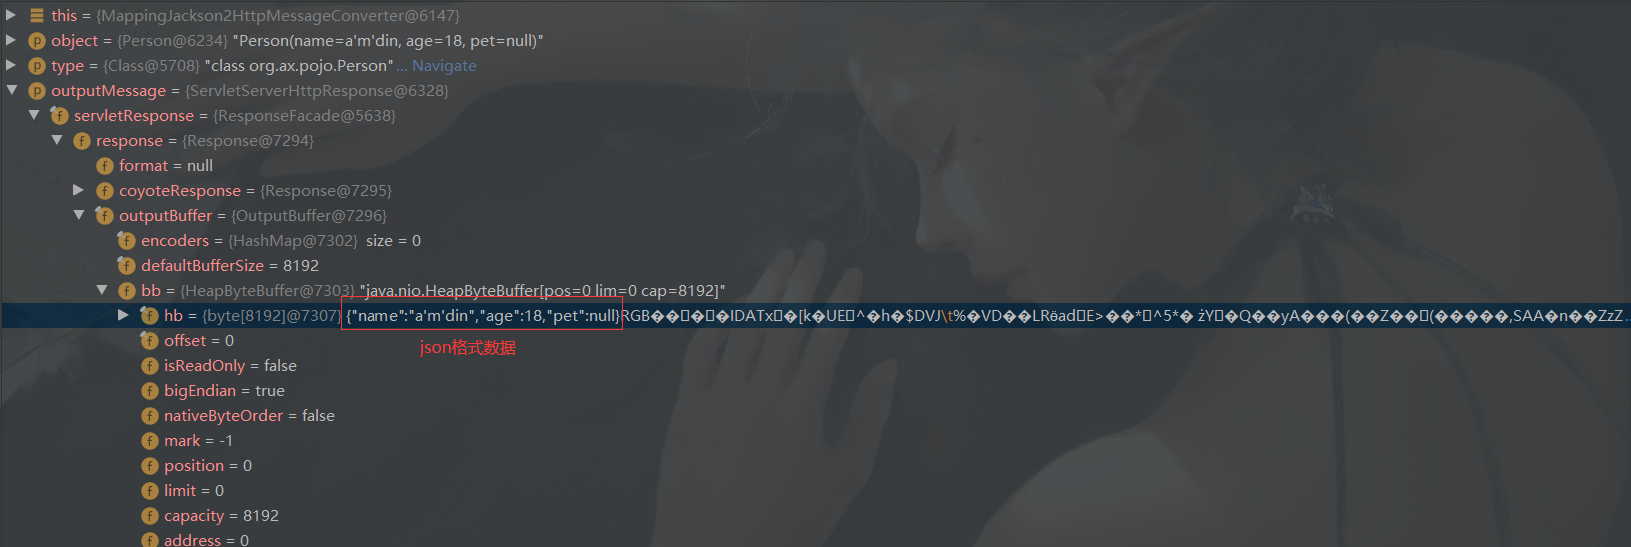 this = {MappingJackson2HttpMessageConverter@6147}
object = {Person@6234} "Person(name=a'm'din, age=18, pet=null)"
type = {Class@5708} "class org.ax.pojo.Person" ... Navigate
outputMessage = {ServletServerHttpResponse@6328}
servletResponse = {ResponseFacade@5638}
response = {Response@7294}
format = null
coyoteResponse = {Response@7295}
outputBuffer = {OutputBuffer@7296}
encoders = {HashMap@7302} size = 0
defaultBufferSize = 8192
bb = {HeapByteBuffer@7303} "java.nio.HeapByteBuffer[pos=0 lim=0 cap=8192]"
hb = {byte[8192]@7307} {"name":"a'm'din","age":18,"pet":null}RGB��▯�▯�IDATx▯�[k�UE▯^�h�$DVJ\t%�VD��LRöad▯E>��*▯^5*� żY▯�Q��yA���(��Z��▯(�����,SAA�n��ZzZ ...
json格式数据
offset = 0
isReadOnly = false
bigEndian = true
nativeByteOrder = false
mark = -1
position = 0
limit = 0
capacity = 8192
address = 0